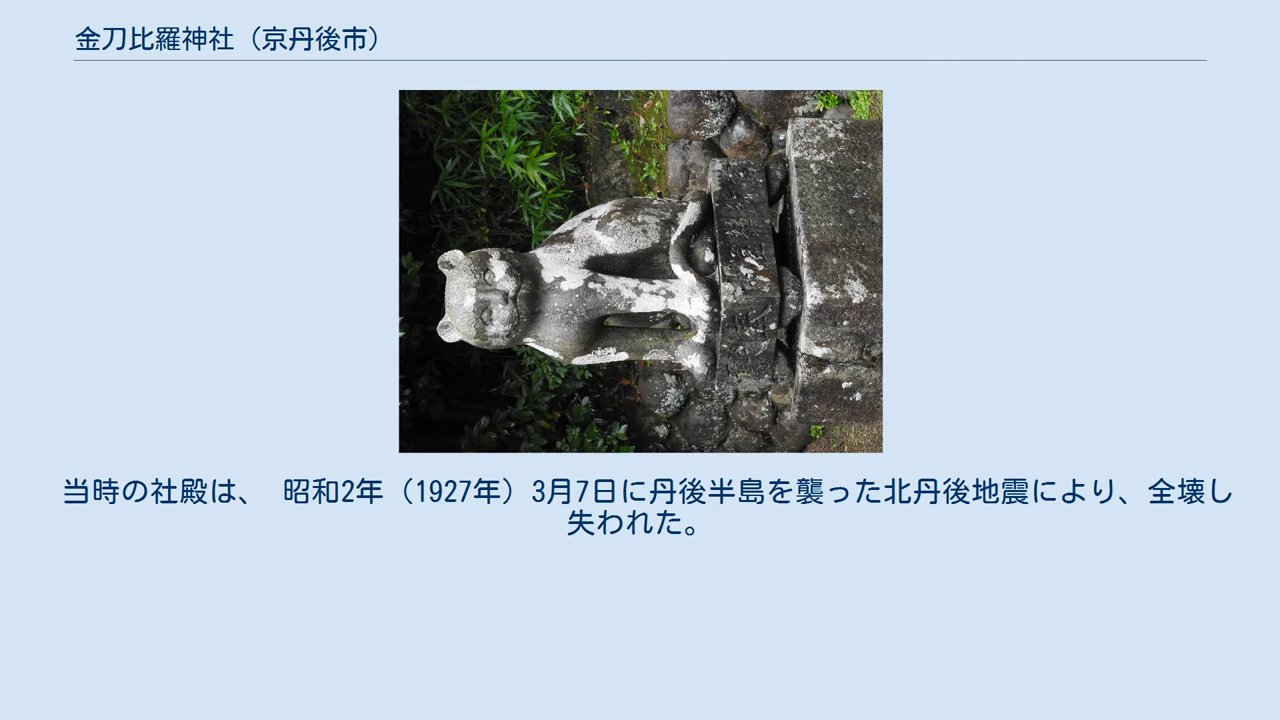 金刀比羅神社（京丹後市）
当時の社殿は、 昭和2年（1927年）3月7日に丹後半島を襲った北丹後地震により、全壊し
失われた。